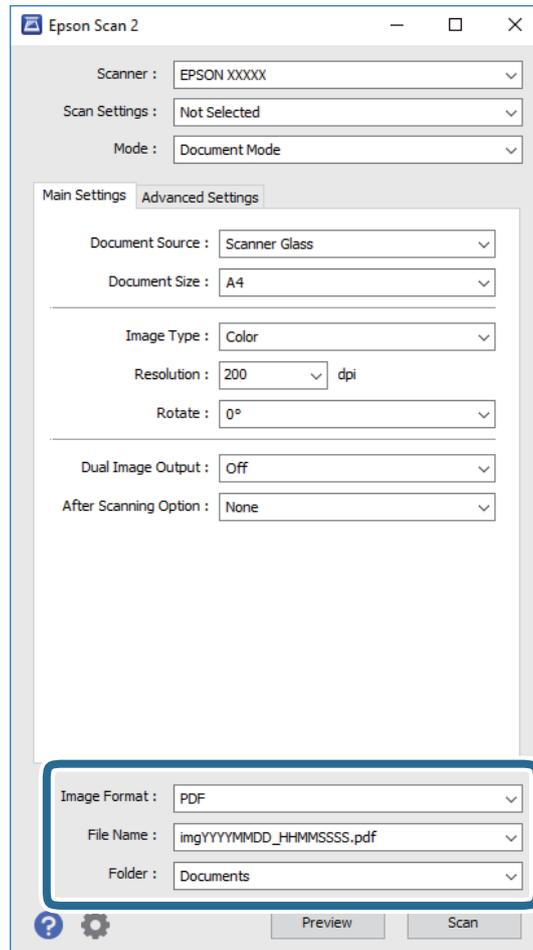 Epson Scan 2
Scanner : EPSON XXXXX
Scan Settings : Not Selected
Mode : Document Mode
Main Settings Advanced Settings
Document Source : Scanner Glass
Document Size : A4
Image Type : Color
Resolution : 200 dpi
Rotate : 0°
Dual Image Output : Off
After Scanning Option : None
Image Format : PDF
File Name : imgYYYYMMDD_HHMMSSSS.pdf
Folder : Documents
? Preview Scan